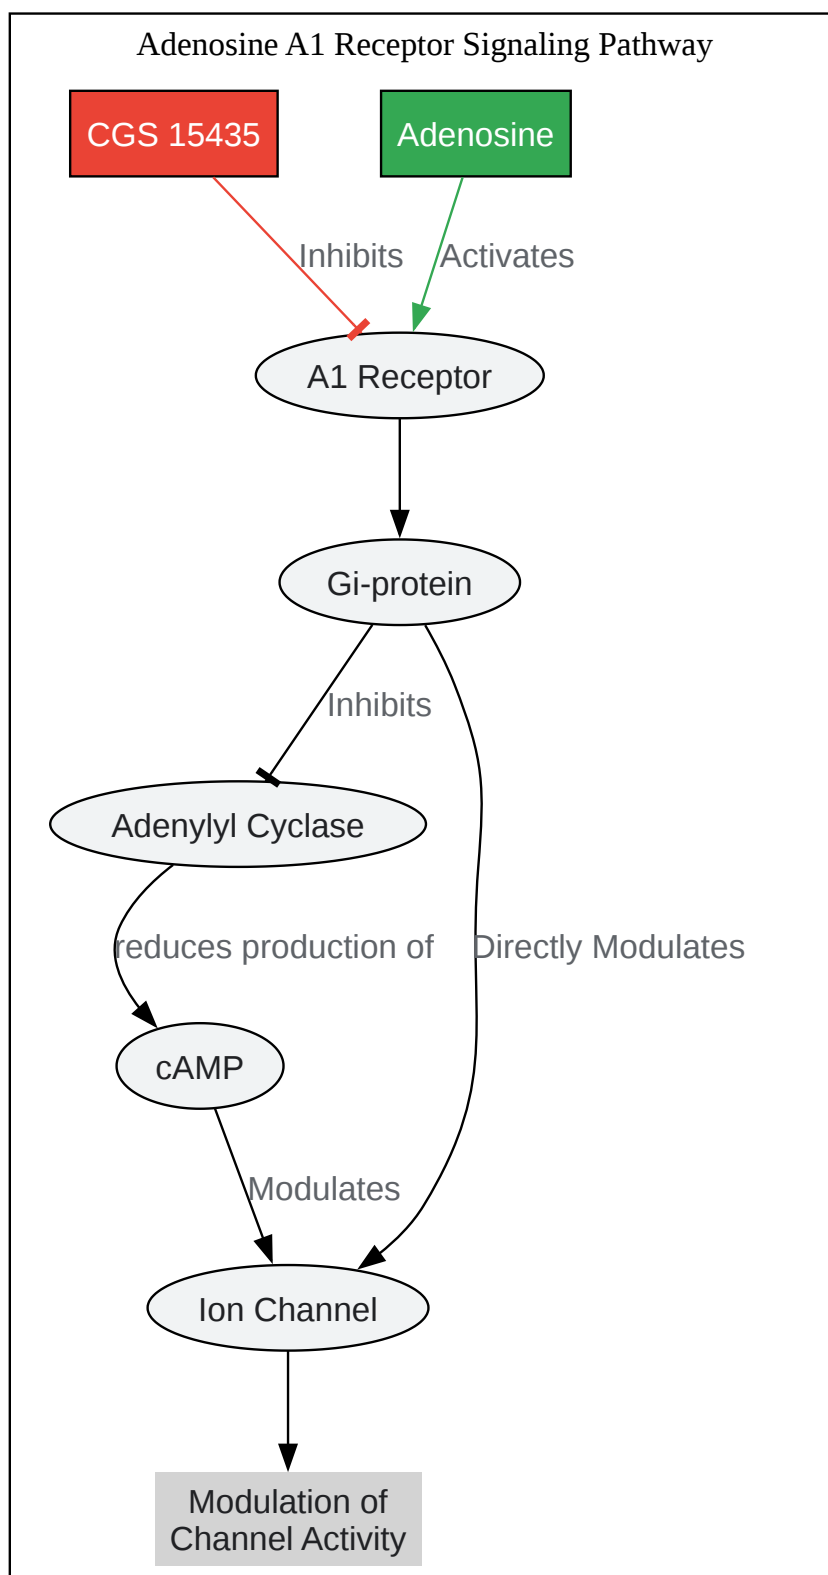 Adenosine A1 Receptor Signaling Pathway
CGS 15435
Adenosine
Inhibits
Activates
A1 Receptor
Gi-protein
Inhibits
Adenylyl Cyclase
reduces production of
Directly Modulates
cAMP
Modulates
Ion Channel
Modulation of
Channel Activity